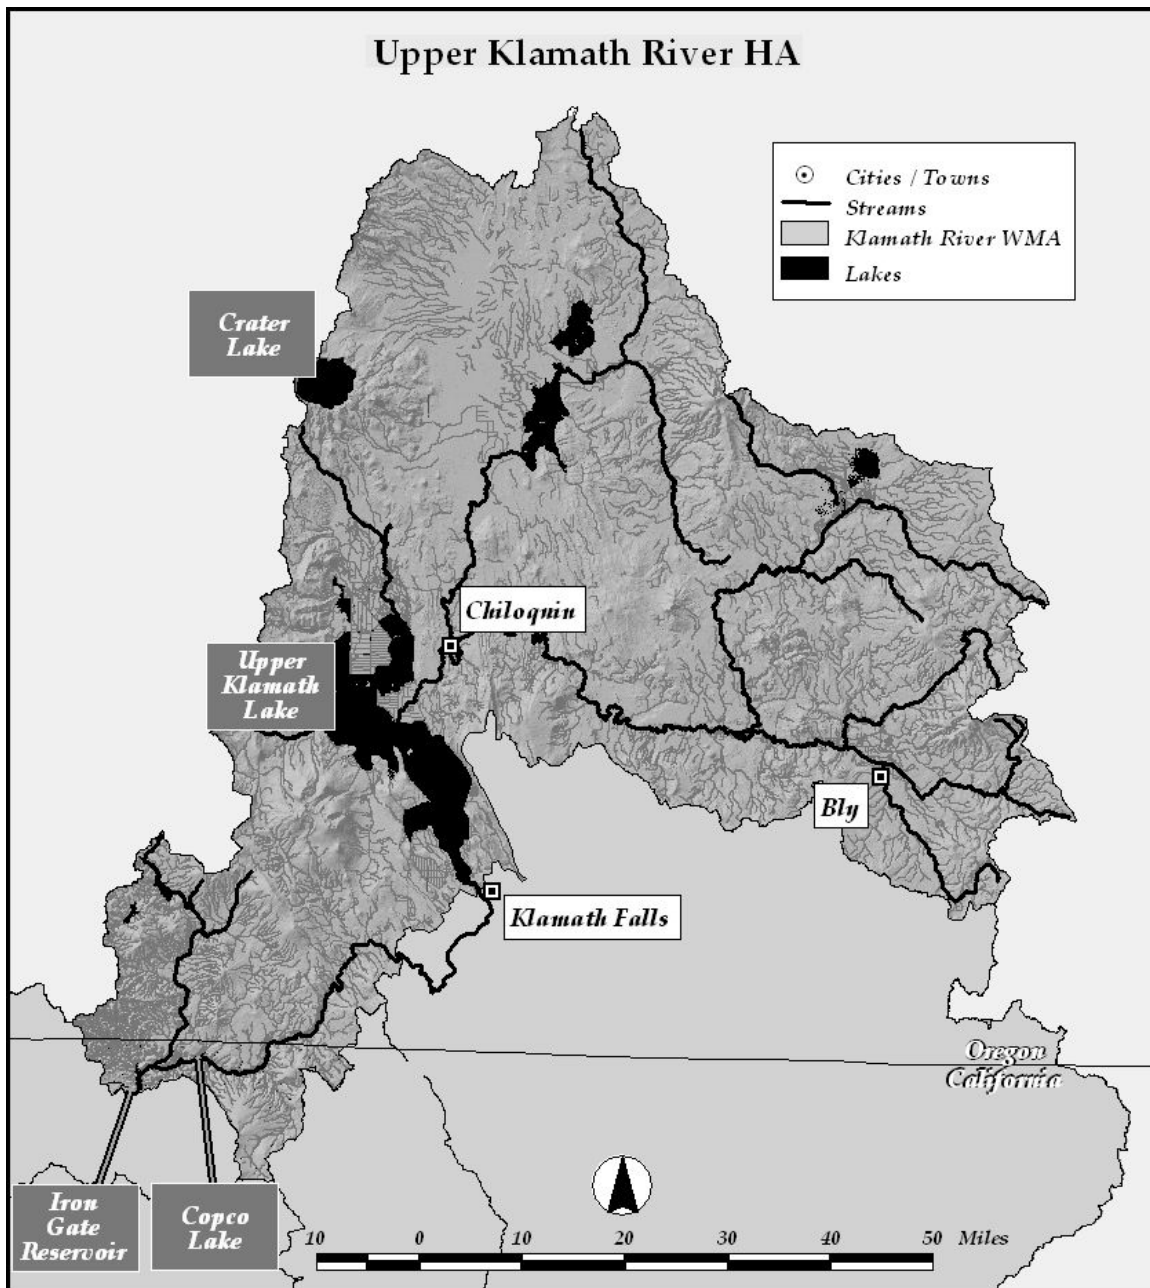 Upper Klamath River HA
Cities / Towns
Streams
Klamath River WMA
Lakes
Crater
Lake
Chiloquin
Upper
Klamath
Lake
Bly
Klamath Falls
Oregon
California
Iron
Gate
Reservoir
Copco
Lake
10 0 10 20 30 40 50 Miles